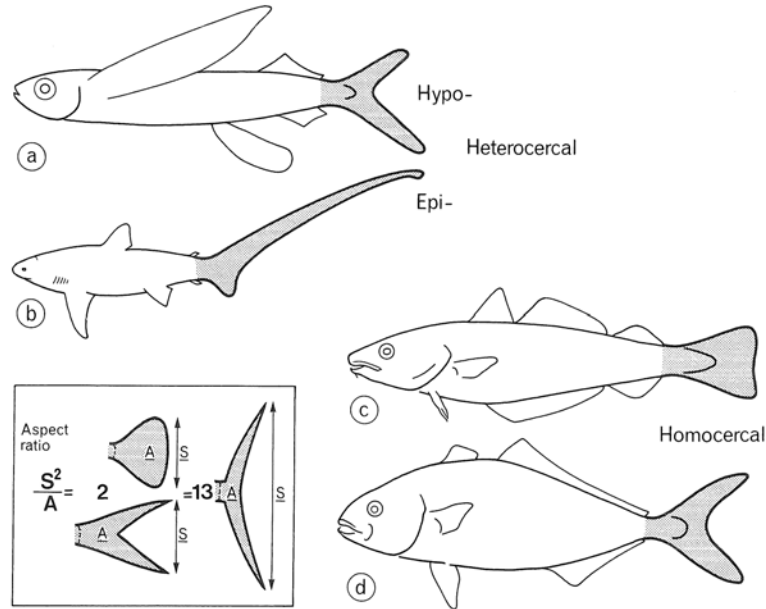 Hypo-
a
Heterocercal
Epi-
b
c
Homocercal
d
Aspect
ratio
S²/A = 2 =13
A S
A S
A S